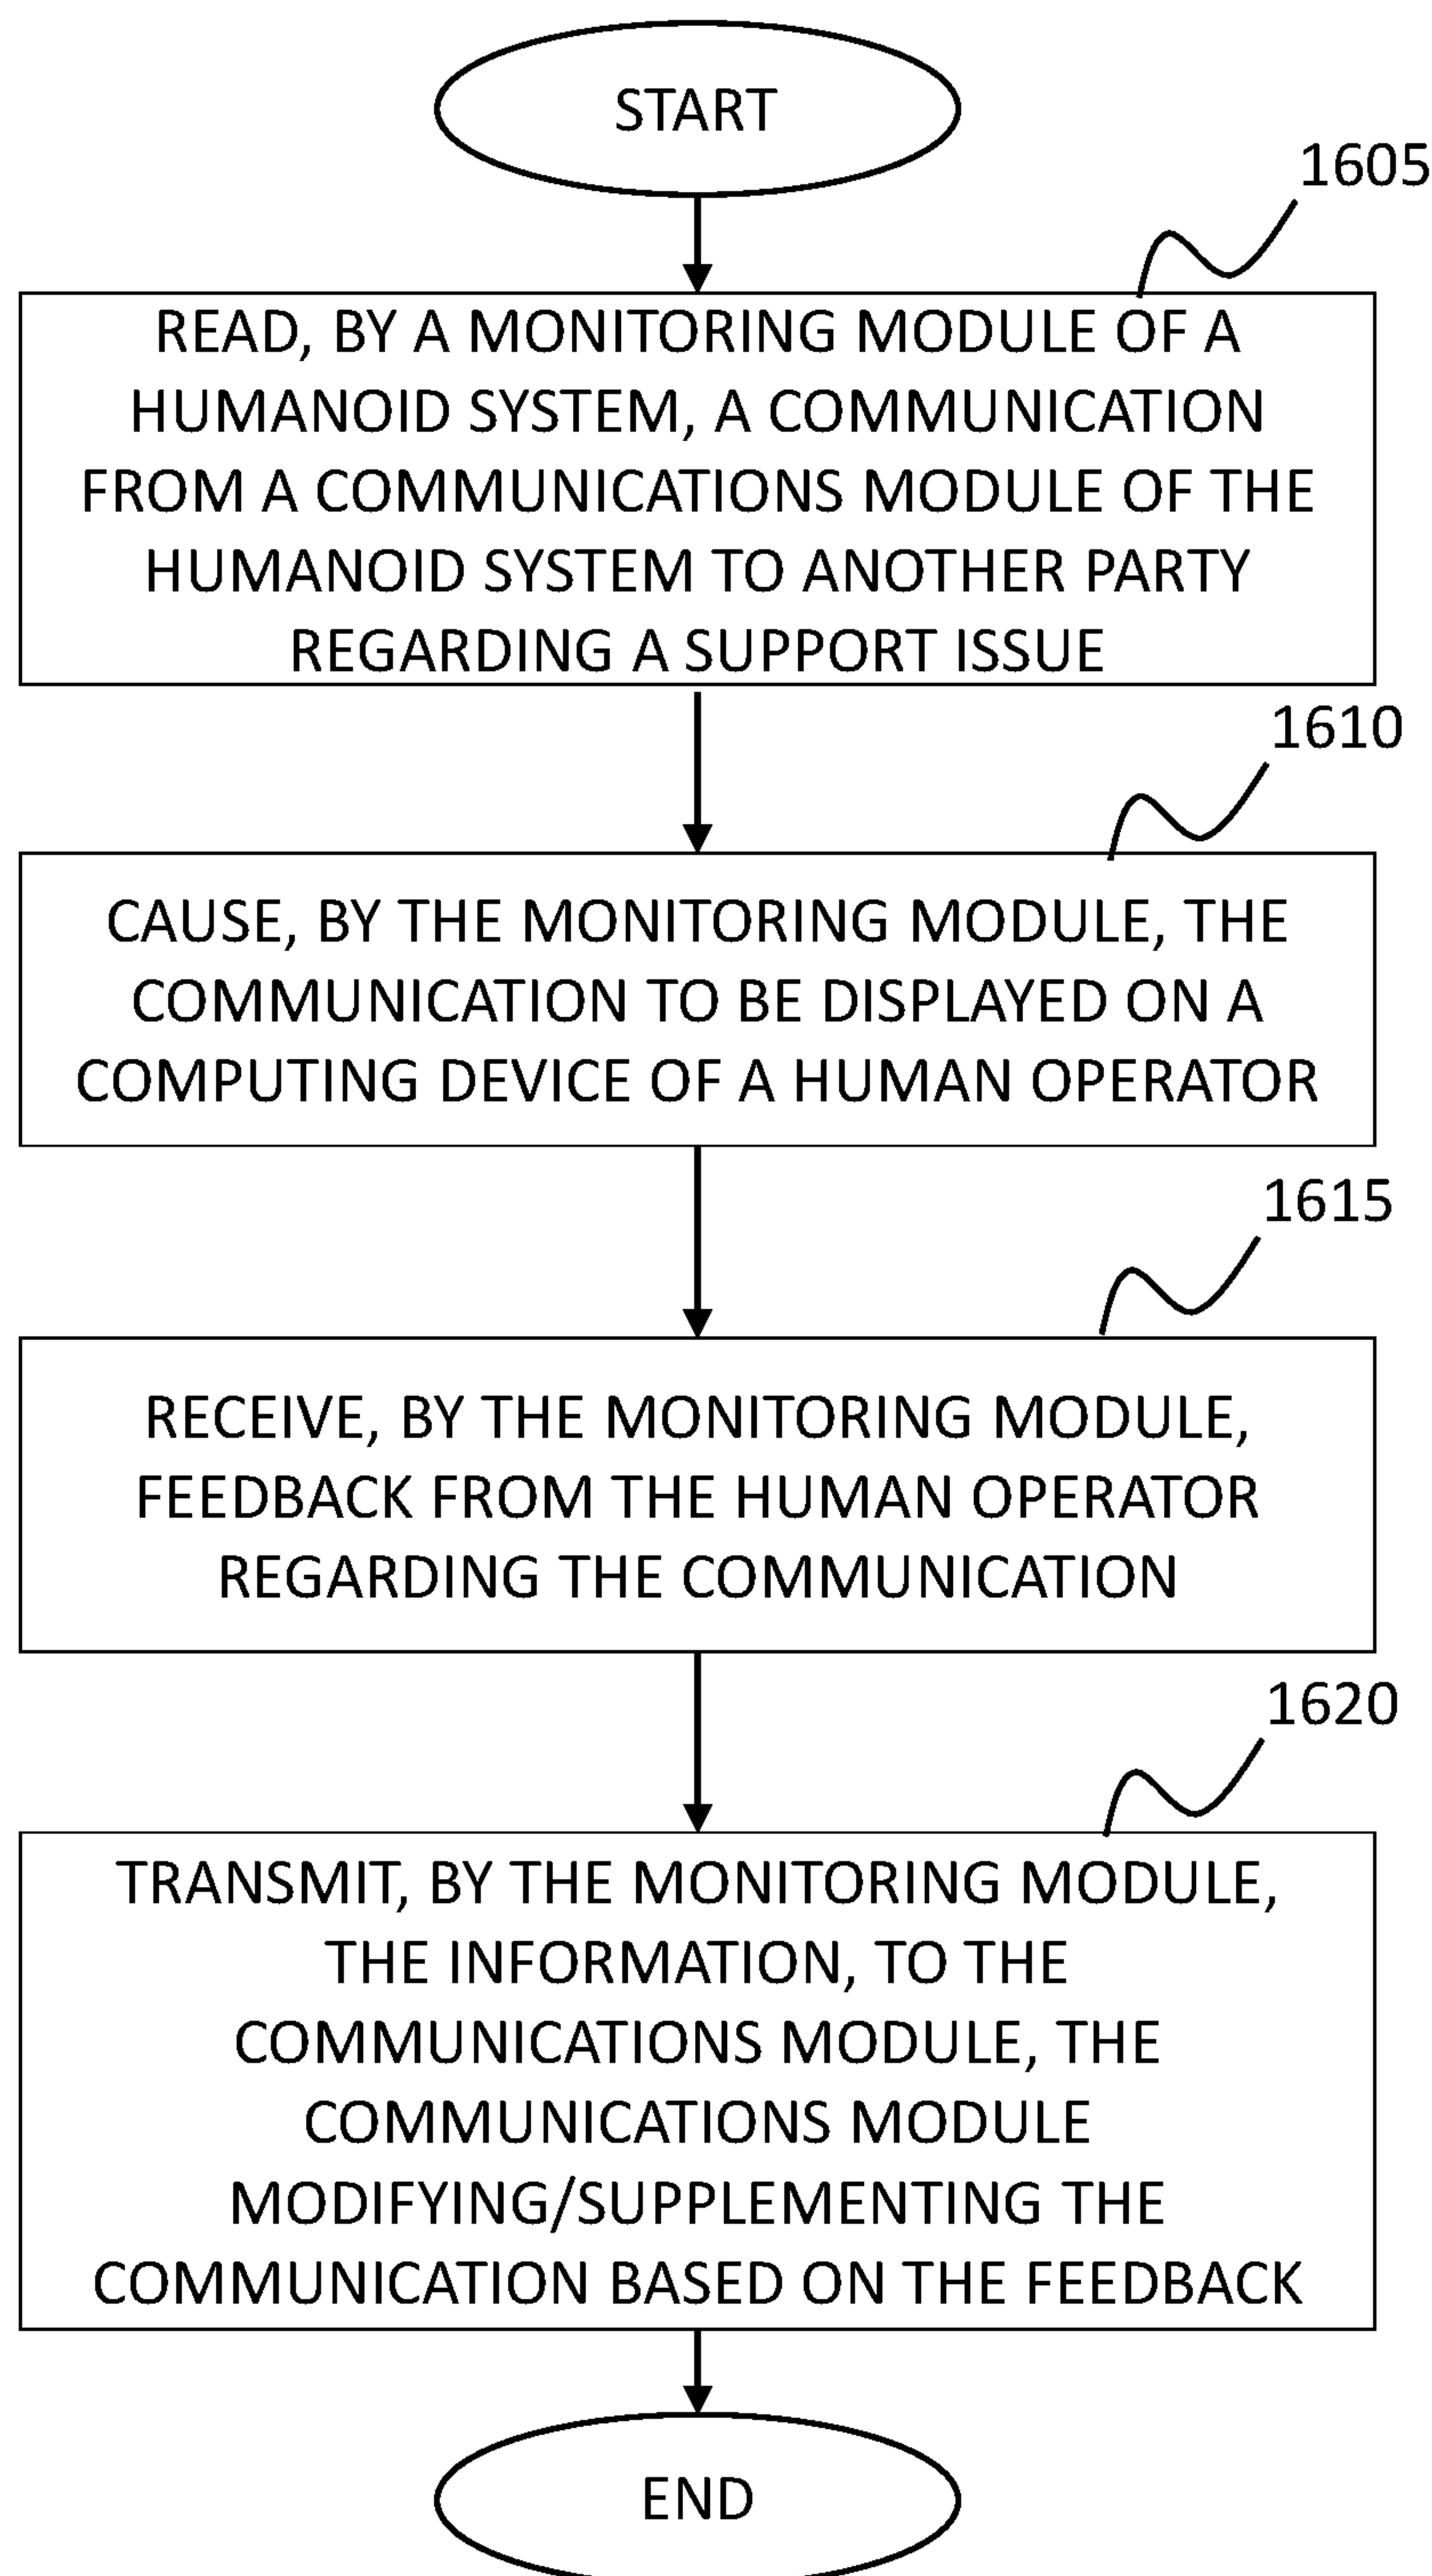 START
1605
READ, BY A MONITORING MODULE OF A
HUMANOID SYSTEM, A COMMUNICATION
FROM A COMMUNICATIONS MODULE OF THE
HUMANOID SYSTEM TO ANOTHER PARTY
REGARDING A SUPPORT ISSUE
1610
CAUSE, BY THE MONITORING MODULE, THE
COMMUNICATION TO BE DISPLAYED ON A
COMPUTING DEVICE OF A HUMAN OPERATOR
1615
RECEIVE, BY THE MONITORING MODULE,
FEEDBACK FROM THE HUMAN OPERATOR
REGARDING THE COMMUNICATION
1620
TRANSMIT, BY THE MONITORING MODULE,
THE INFORMATION, TO THE
COMMUNICATIONS MODULE, THE
COMMUNICATIONS MODULE
MODIFYING/SUPPLEMENTING THE
COMMUNICATION BASED ON THE FEEDBACK
END